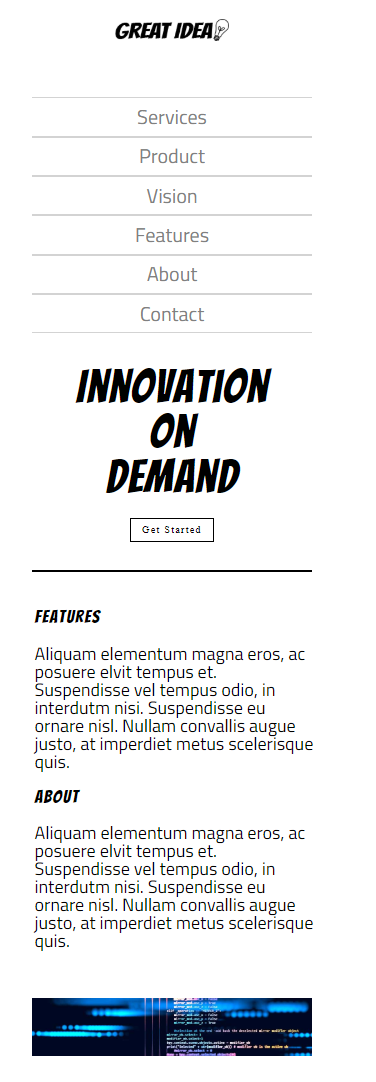 GREAT IDEA
Services
Product
Vision
Features
About
Contact
INNOVATION
ON
DEMAND
Get Started
FEATURES
Aliquam elementum magna eros, ac
posuere elvit tempus et.
Suspendisse vel tempus odio, in
interdutm nisi. Suspendisse eu
ornare nisl. Nullam convallis augue
justo, at imperdiet metus scelerisque
quis.
ABOUT
Aliquam elementum magna eros, ac
posuere elvit tempus et.
Suspendisse vel tempus odio, in
interdutm nisi. Suspendisse eu
ornare nisl. Nullam convallis augue
justo, at imperdiet metus scelerisque
quis.